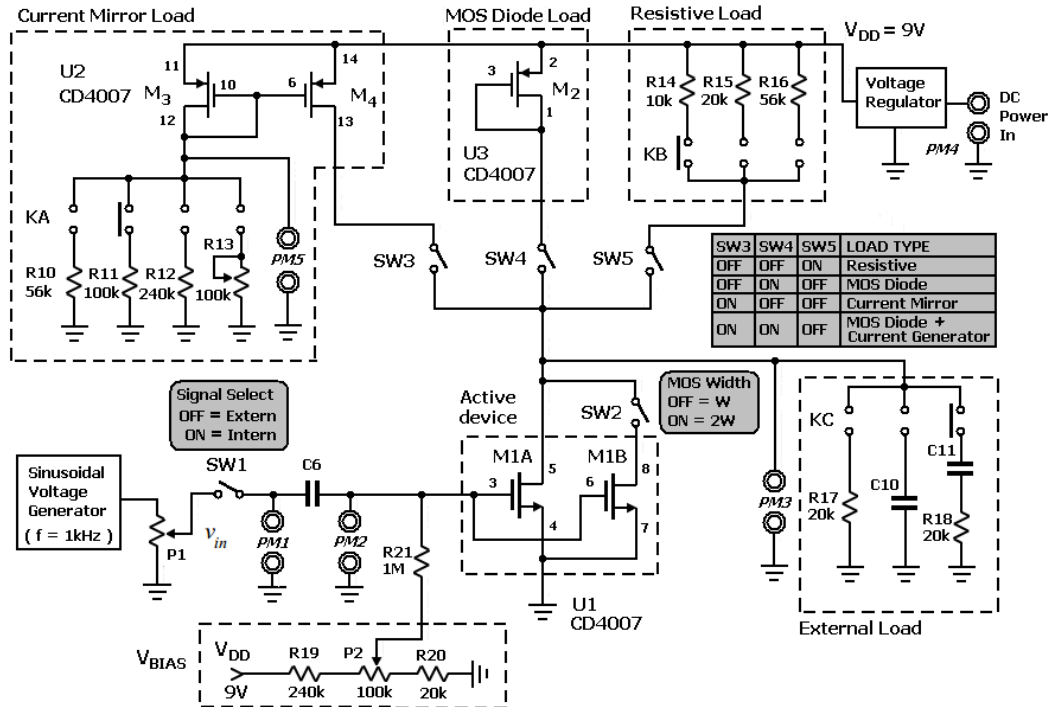 Current Mirror Load
MOS Diode Load
Resistive Load
V_DD = 9V
U2
CD4007
11
M3
10
12
6
14
M4
13
3
2
M2
1
U3
CD4007
R14
10k
R15
20k
R16
56k
KB
Voltage
Regulator
DC
Power
In
PM4
KA
R10
56k
R11
100k
R12
240k
R13
100k
PM5
SW3
SW4
SW5
SW3 SW4 SW5 LOAD TYPE
OFF OFF ON Resistive
OFF ON OFF MOS Diode
ON OFF OFF Current Mirror
ON ON OFF MOS Diode +
Current Generator
Signal Select
OFF = Extern
ON = Intern
Active
device
SW2
MOS Width
OFF = W
ON = 2W
M1A
3
5
4
M1B
6
8
7
U1
CD4007
Sinusoidal
Voltage
Generator
( f = 1kHz )
P1
SW1
v_in
C6
PM1
PM2
R21
1M
PM3
KC
R17
20k
C10
C11
R18
20k
External Load
V_BIAS
V_DD
9V
R19
240k
P2
100k
R20
20k